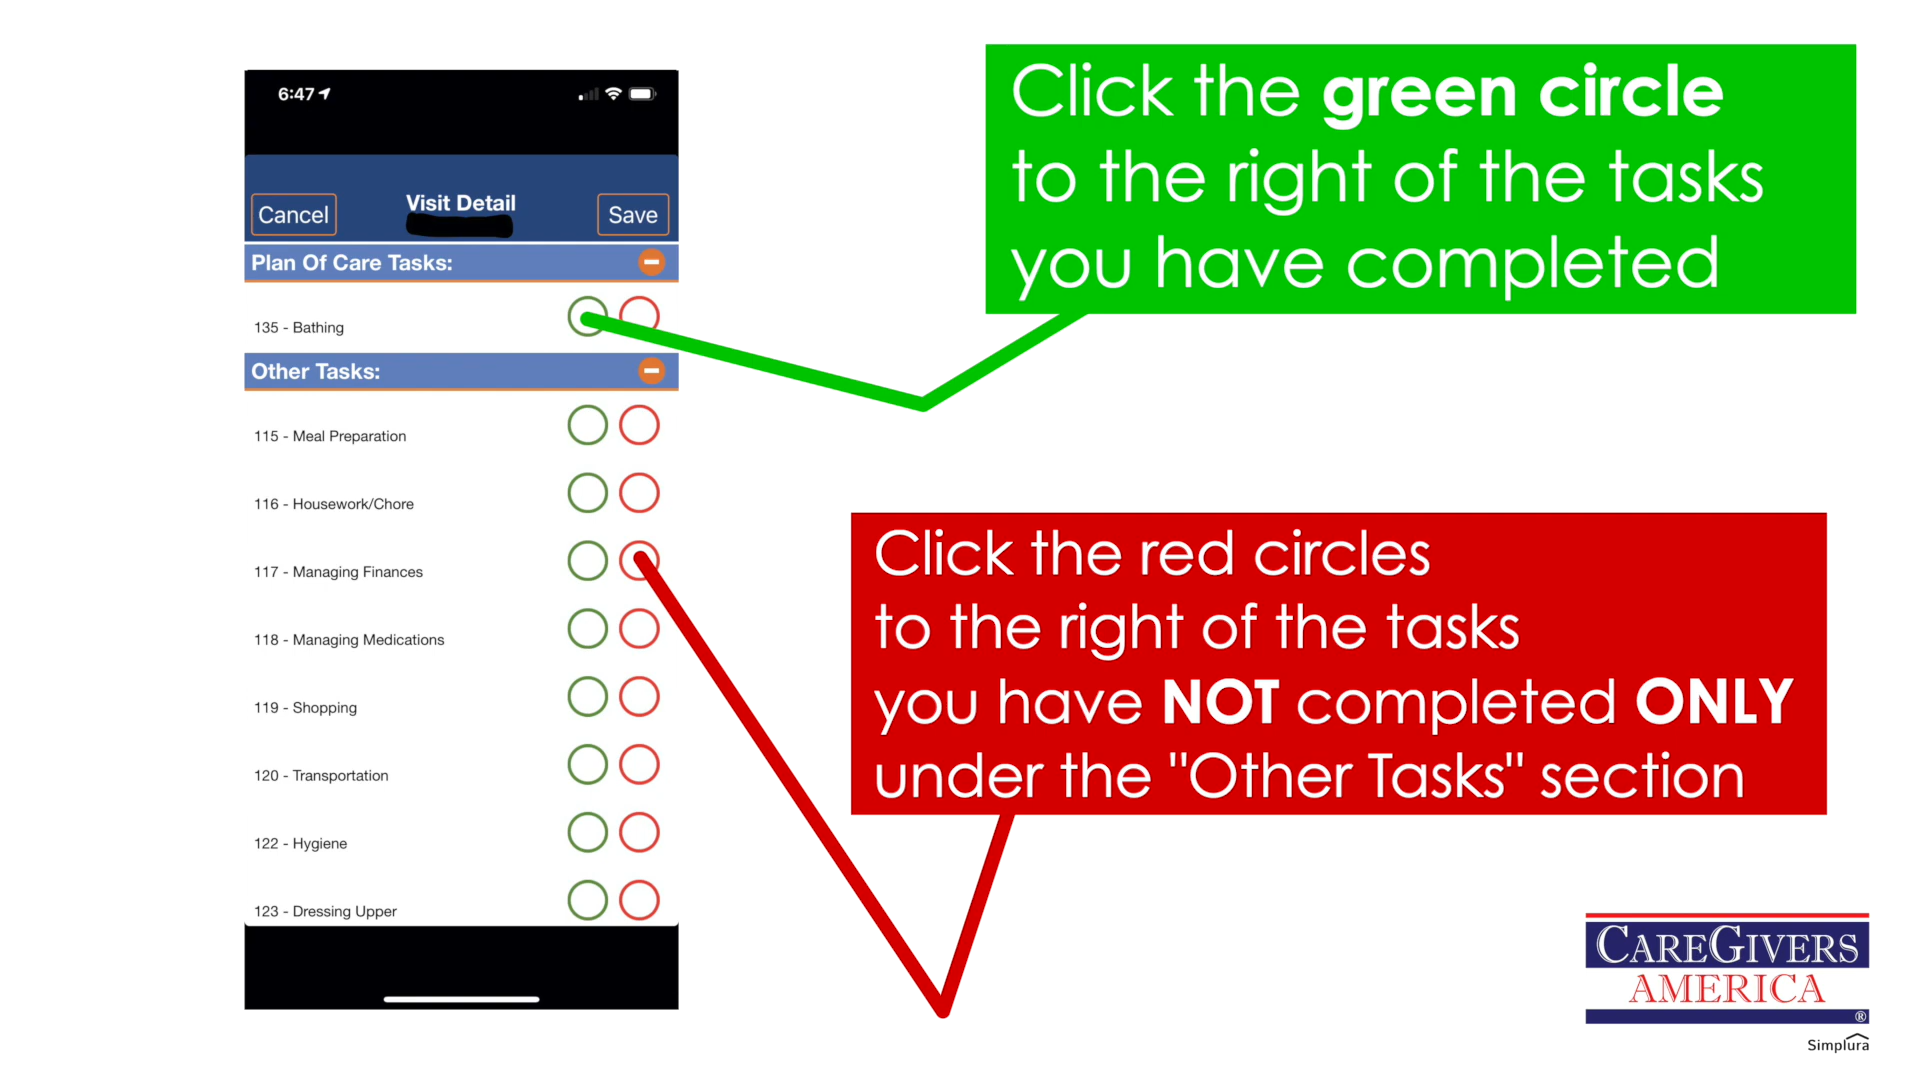 6:47
Cancel
Visit Detail
Save
Plan Of Care Tasks:
135 - Bathing
Other Tasks:
115 - Meal Preparation
116 - Housework/Chore
117 - Managing Finances
118 - Managing Medications
119 - Shopping
120 - Transportation
122 - Hygiene
123 - Dressing Upper
Click the green circle
to the right of the tasks
you have completed
Click the red circles
to the right of the tasks
you have NOT completed ONLY
under the "Other Tasks" section
CAREGIVERS
AMERICA
®
Simplura